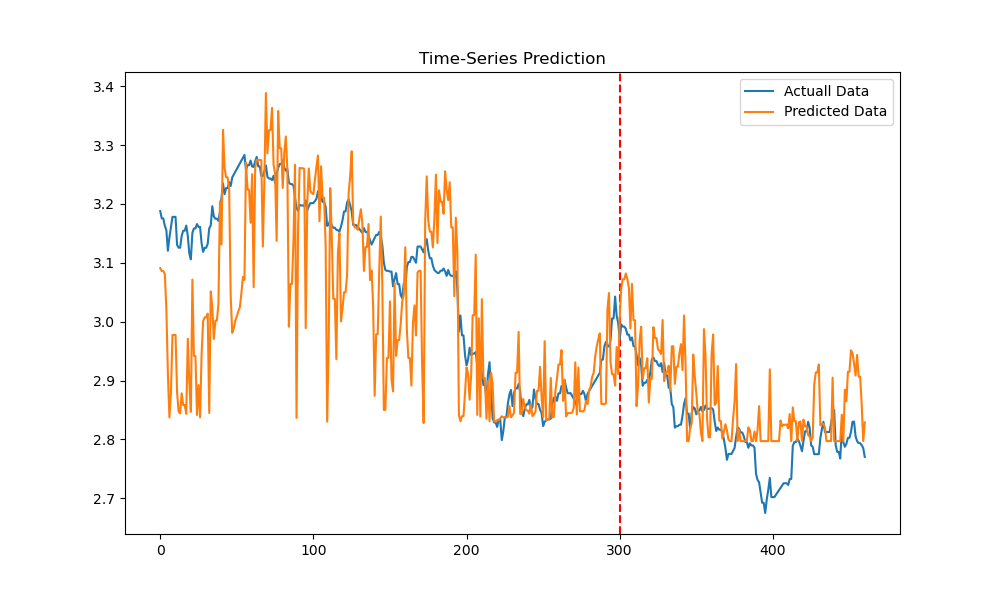 Time-Series Prediction
Actuall Data
Predicted Data
3.4
3.3
3.2
3.1
3.0
2.9
2.8
2.7
0 100 200 300 400